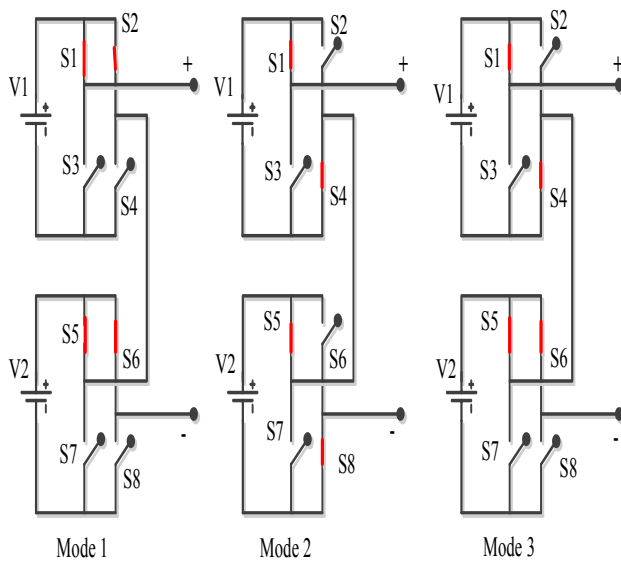 S2
S1
+
V1
+
S3
S4
S5
S6
V2
+
-
S7
S8
Mode 1
S2
S1
+
V1
+
S3
S4
S5
S6
V2
+
-
S7
S8
Mode 2
S2
S1
+
V1
+
S3
S4
S5
S6
V2
+
-
S7
S8
Mode 3